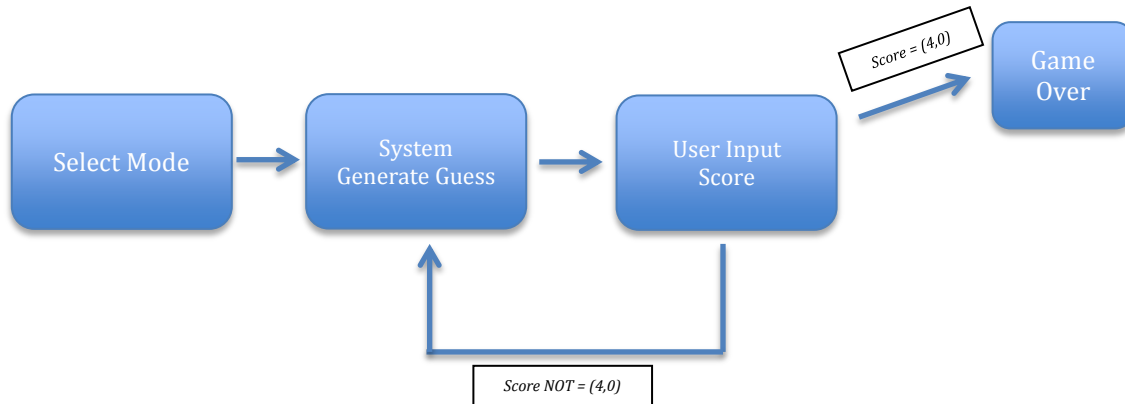 Select Mode
System
Generate Guess
User Input
Score
Score = (4,0)
Game
Over
Score NOT = (4,0)